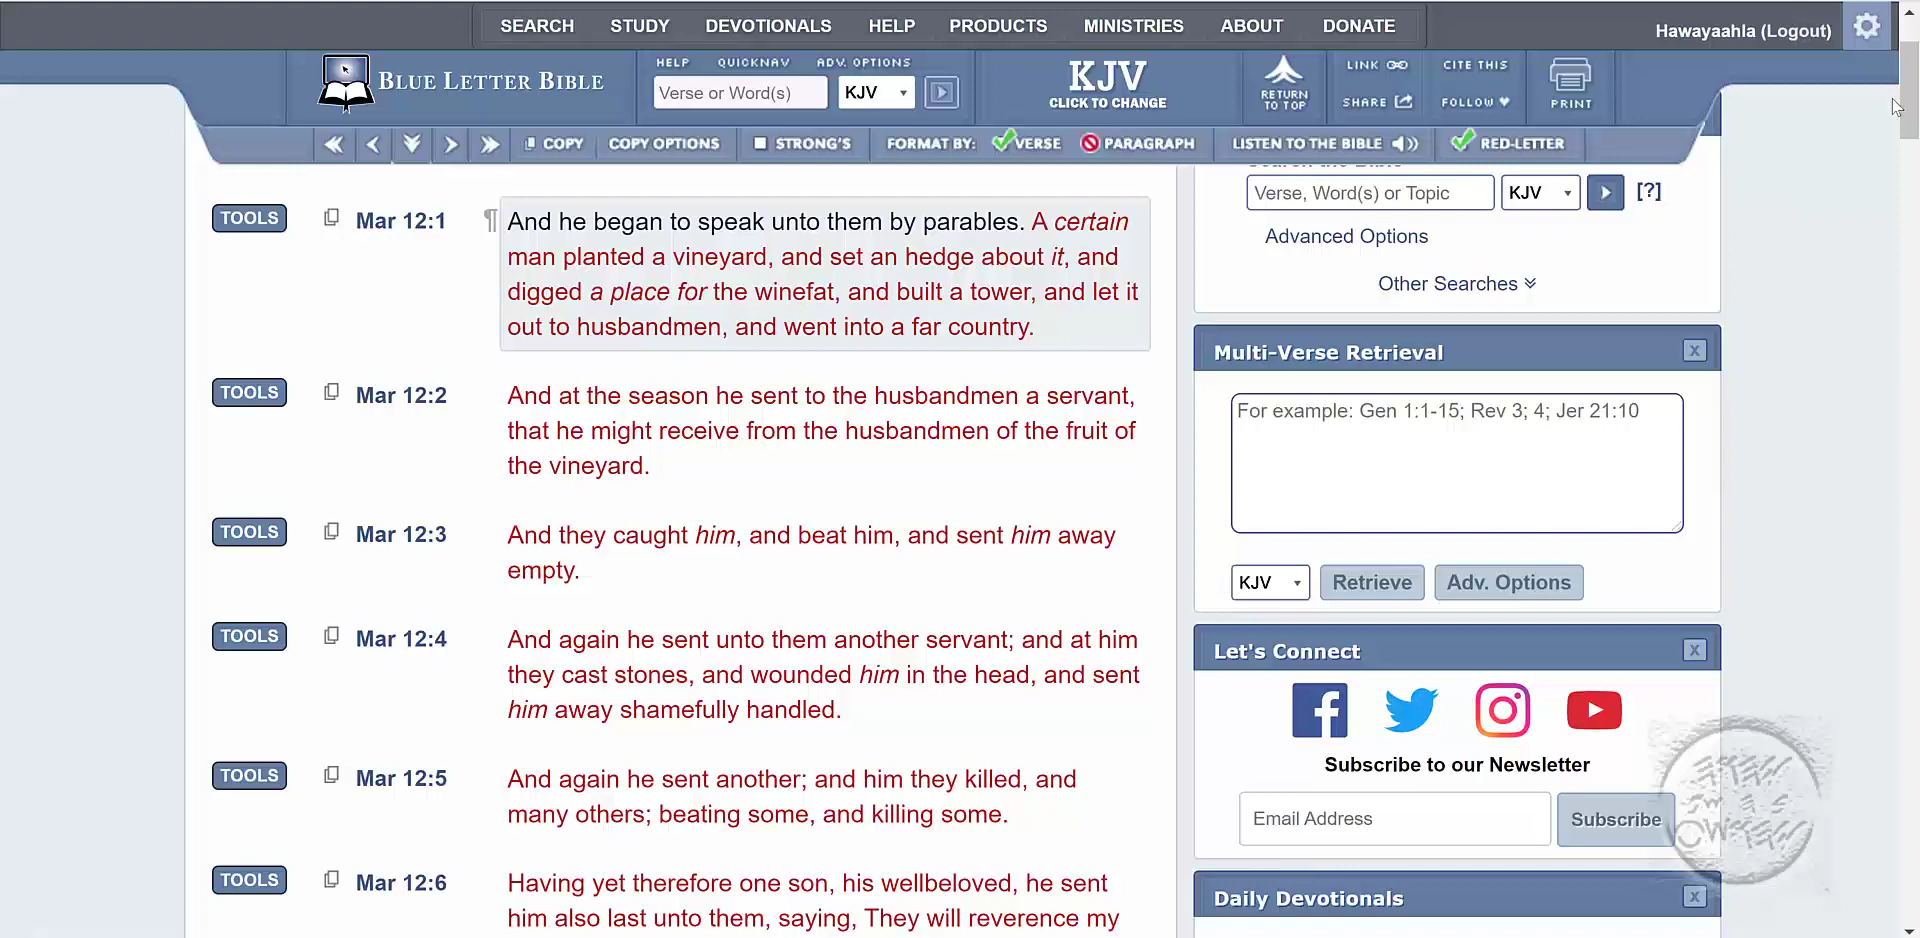 SEARCH STUDY DEVOTIONALS HELP PRODUCTS MINISTRIES ABOUT DONATE
Hawayaahla (Logout)
BLUE LETTER BIBLE
HELP QUICKNAV ADV. OPTIONS
Verse or Word(s) KJV
KJV
CLICK TO CHANGE
RETURN
TO TOP
LINK
SHARE
CITE THIS
FOLLOW
PRINT
COPY COPY OPTIONS STRONG'S FORMAT BY: VERSE PARAGRAPH LISTEN TO THE BIBLE RED-LETTER
TOOLS Mar 12:1 ¶ And he began to speak unto them by parables. A certain
man planted a vineyard, and set an hedge about it, and
digged a place for the winefat, and built a tower, and let it
out to husbandmen, and went into a far country.
TOOLS Mar 12:2 And at the season he sent to the husbandmen a servant,
that he might receive from the husbandmen of the fruit of
the vineyard.
TOOLS Mar 12:3 And they caught him, and beat him, and sent him away
empty.
TOOLS Mar 12:4 And again he sent unto them another servant; and at him
they cast stones, and wounded him in the head, and sent
him away shamefully handled.
TOOLS Mar 12:5 And again he sent another; and him they killed, and
many others; beating some, and killing some.
TOOLS Mar 12:6 Having yet therefore one son, his wellbeloved, he sent
him also last unto them, saying, They will reverence my
Verse, Word(s) or Topic KJV [?]
Advanced Options
Other Searches
Multi-Verse Retrieval X
For example: Gen 1:1-15; Rev 3; 4; Jer 21:10
KJV Retrieve Adv. Options
Let's Connect X
Subscribe to our Newsletter
Email Address Subscribe
Daily Devotionals X